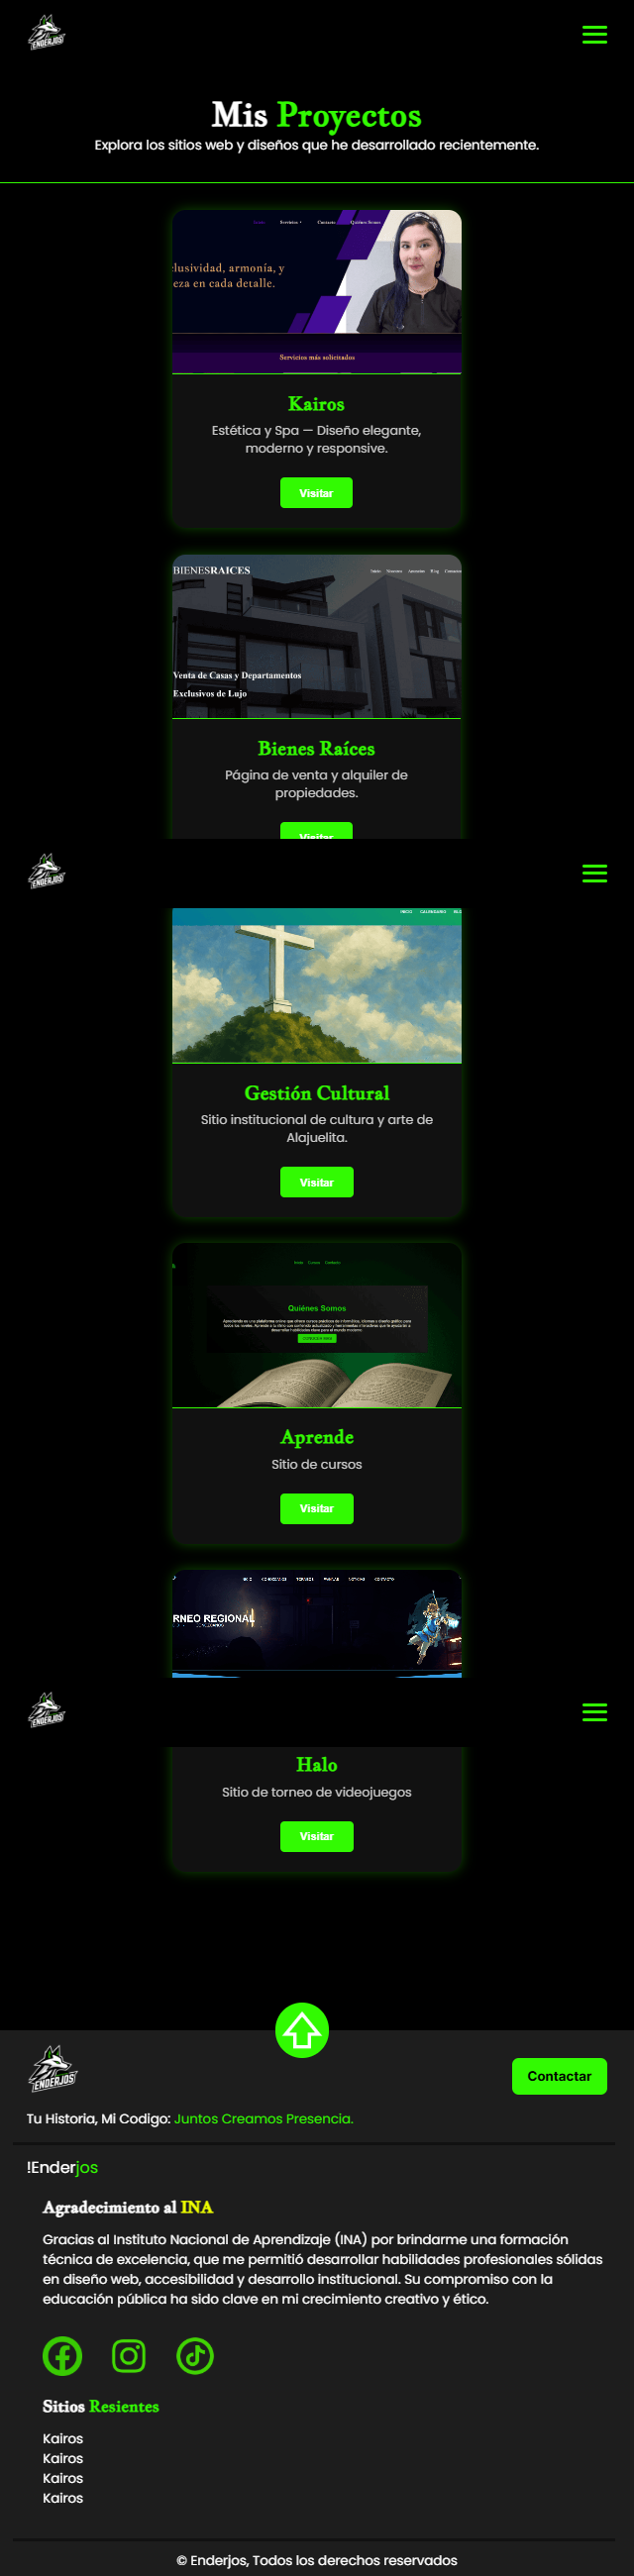 ENDERJOS
Mis Proyectos
Explora los sitios web y diseños que he desarrollado recientemente.
Inicio Servicios Contacto Quiénes Somos
clusividad, armonía, y
eza en cada detalle.
Servicios más solicitados
Kairos
Estética y Spa — Diseño elegante,
moderno y responsive.
Visitar
BIENESRAICES
Inicio Nosotros Anuncios Blog Contacto
Venta de Casas y Departamentos
Exclusivos de Lujo
Bienes Raíces
Página de venta y alquiler de
propiedades.
Visitar
ENDERJOS
INICIO CALENDARIO BLO
Gestión Cultural
Sitio institucional de cultura y arte de
Alajuelita.
Visitar
Inicio Cursos Contacto
Quiénes Somos
Aprende
Sitio de cursos
Visitar
RNEO REGIONAL
ENDERJOS
Halo
Sitio de torneo de videojuegos
Visitar
ENDERJOS
Contactar
Tu Historia, Mi Codigo: Juntos Creamos Presencia.
!Enderjos
Agradecimiento al INA
Gracias al Instituto Nacional de Aprendizaje (INA) por brindarme una formación
técnica de excelencia, que me permitió desarrollar habilidades profesionales sólidas
en diseño web, accesibilidad y desarrollo institucional. Su compromiso con la
educación pública ha sido clave en mi crecimiento creativo y ético.
Sitios Resientes
Kairos
Kairos
Kairos
Kairos
© Enderjos, Todos los derechos reservados